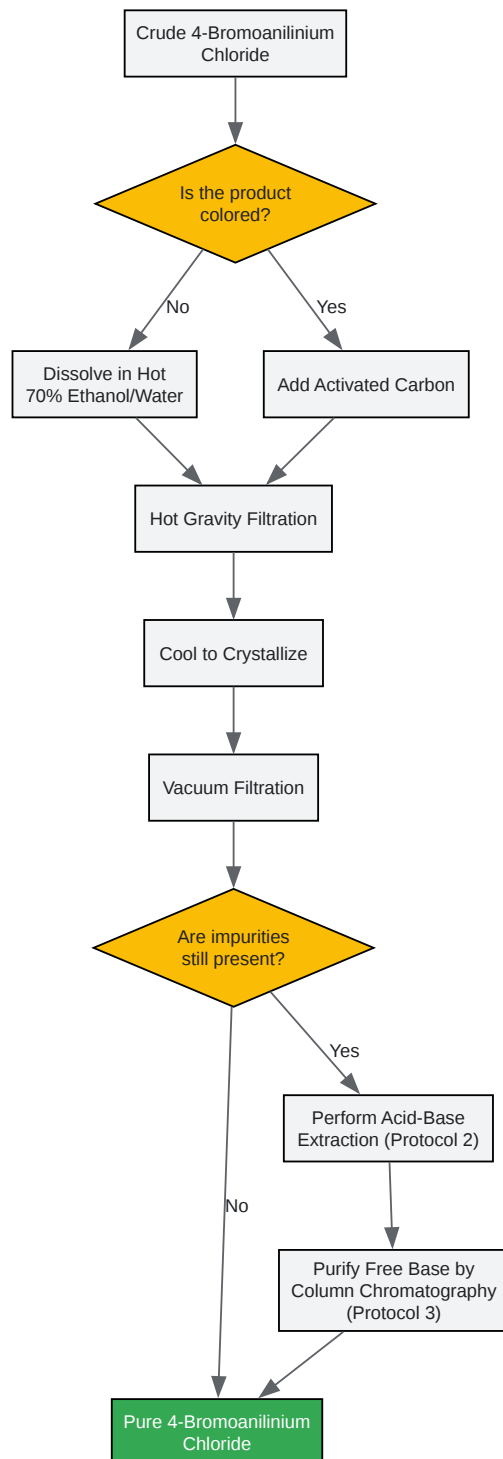 Crude 4-Bromoanilinium
Chloride
Is the product
colored?
No
Yes
Dissolve in Hot
70% Ethanol/Water
Add Activated Carbon
Hot Gravity Filtration
Cool to Crystallize
Vacuum Filtration
Are impurities
still present?
Yes
Perform Acid-Base
Extraction (Protocol 2)
No
Purify Free Base by
Column Chromatography
(Protocol 3)
Pure 4-Bromoanilinium
Chloride